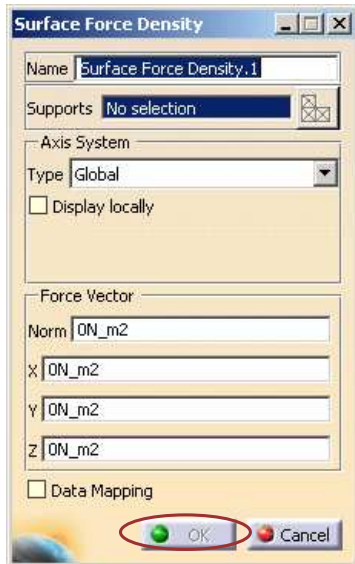 Surface Force Density
Name Surface Force Density.1
Supports No selection
Axis System
Type Global
Display locally
Force Vector
Norm 0N_m2
X 0N_m2
Y 0N_m2
Z 0N_m2
Data Mapping
OK Cancel